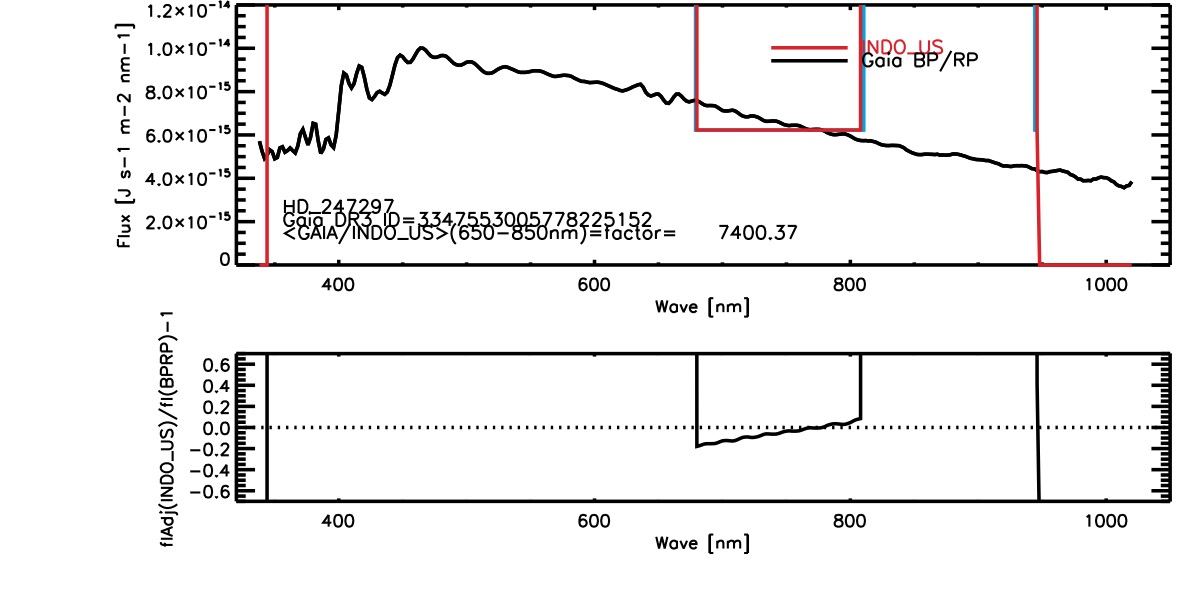 1.2×10⁻¹⁴
1.0×10⁻¹⁴
8.0×10⁻¹⁵
6.0×10⁻¹⁵
4.0×10⁻¹⁵
2.0×10⁻¹⁵
0
Flux [J s-1 m-2 nm-1]
INDO_US
Gaia BP/RP
HD_247297
Gaia DR3 ID=3347553005778225152
<GAIA/INDO_US>(650-850nm)=factor= 7400.37
400 600 800 1000
Wave [nm]
flAdj(INDO_US)/fl(BPRP)-1
0.6
0.4
0.2
0.0
-0.2
-0.4
-0.6
400 600 800 1000
Wave [nm]